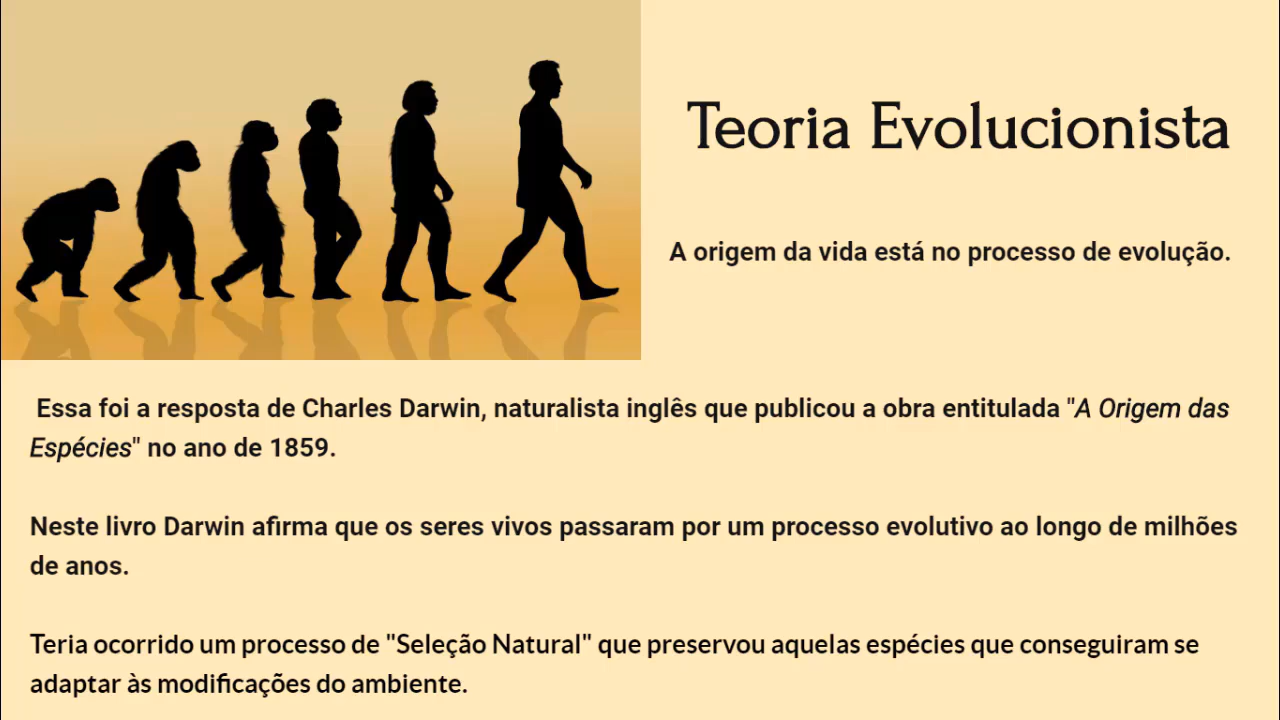 Teoria Evolucionista
A origem da vida está no processo de evolução.
Essa foi a resposta de Charles Darwin, naturalista inglês que publicou a obra entitulada "A Origem das
Espécies" no ano de 1859.
Neste livro Darwin afirma que os seres vivos passaram por um processo evolutivo ao longo de milhões
de anos.
Teria ocorrido um processo de "Seleção Natural" que preservou aquelas espécies que conseguiram se
adaptar às modificações do ambiente.